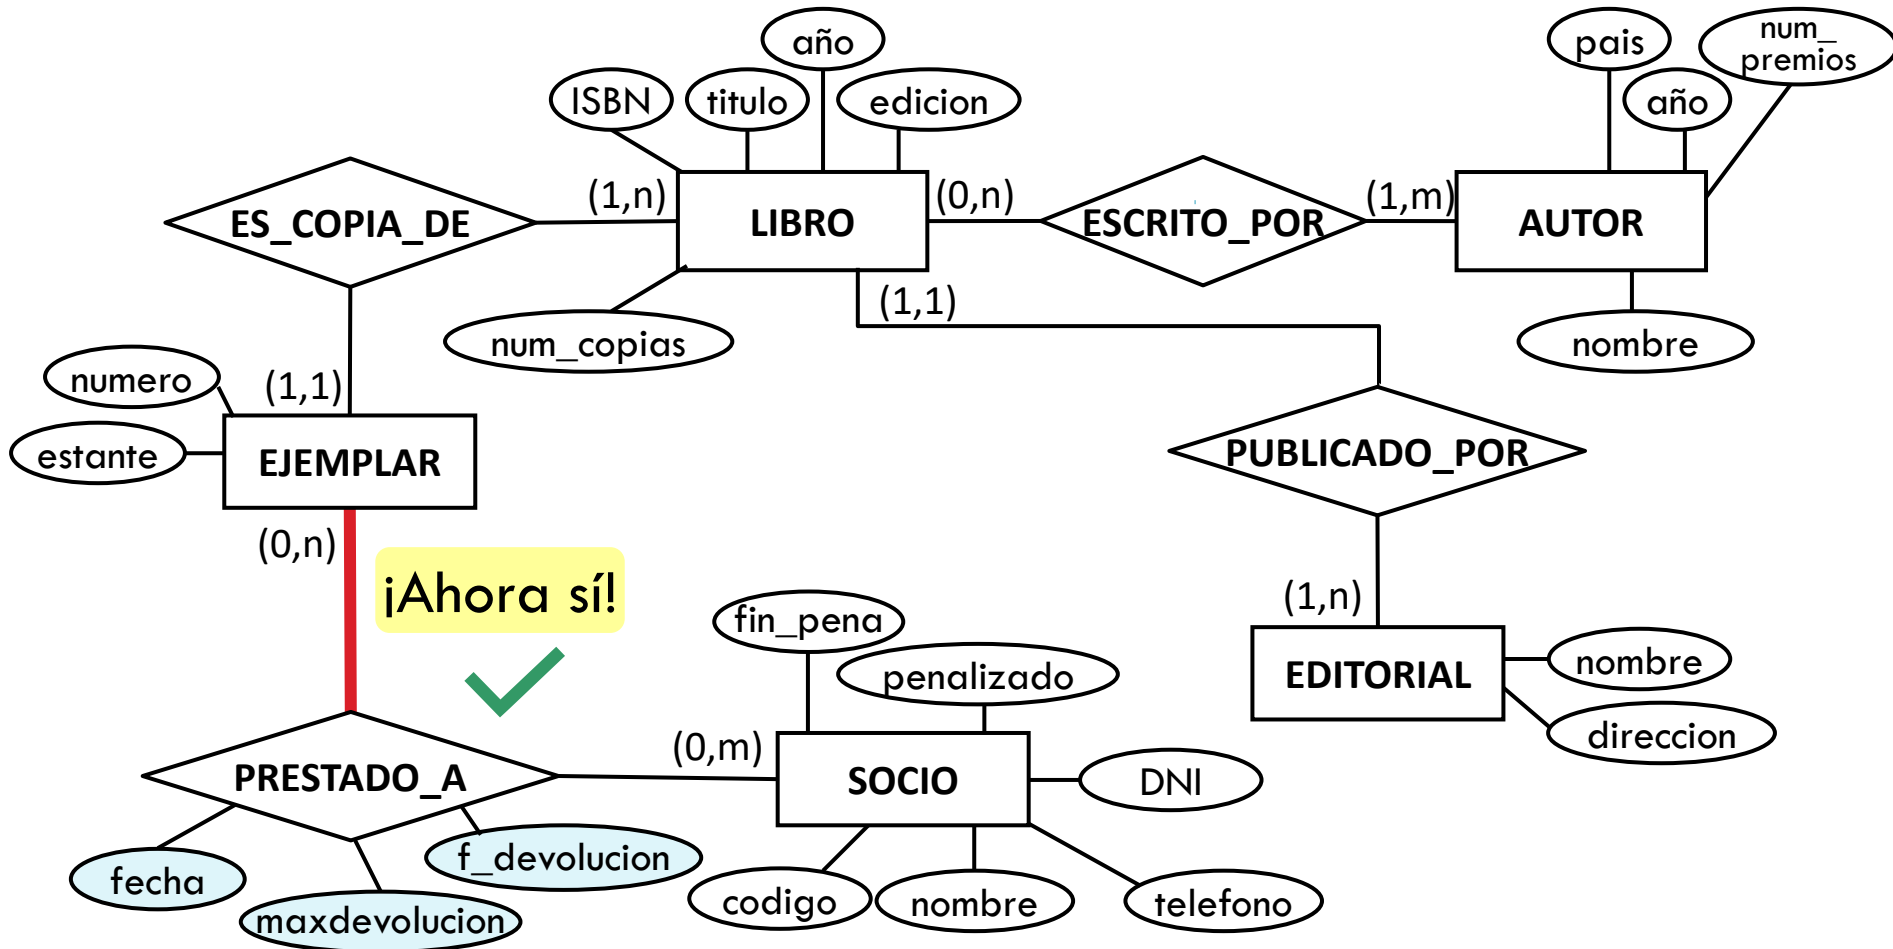 año
pais
num_
premios
ISBN
titulo
edicion
año
ES_COPIA_DE
(1,n)
LIBRO
(0,n)
ESCRITO_POR
(1,m)
AUTOR
(1,1)
num_copias
nombre
numero
(1,1)
estante
EJEMPLAR
PUBLICADO_POR
(0,n)
¡Ahora sí!
fin_pena
(1,n)
penalizado
EDITORIAL
nombre
direccion
(0,m)
PRESTADO_A
SOCIO
DNI
fecha
f_devolucion
maxdevolucion
codigo
nombre
telefono